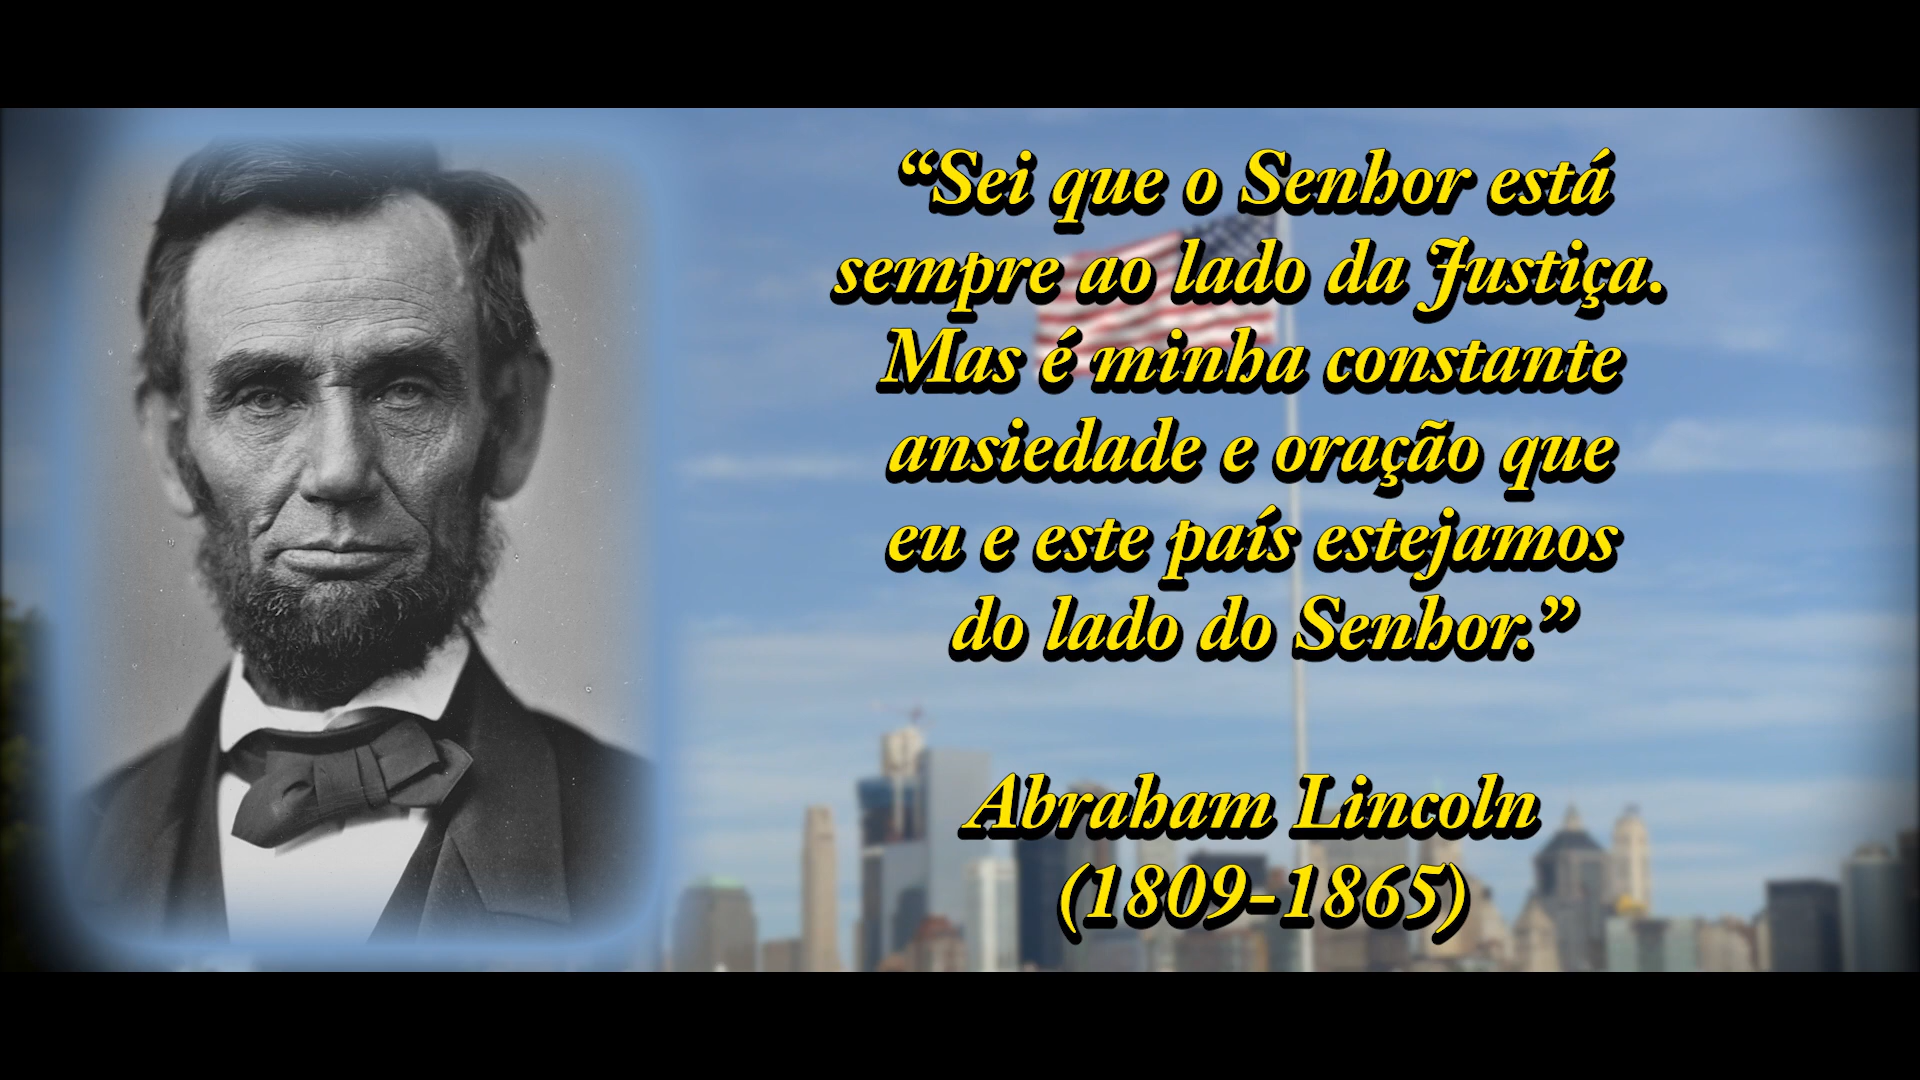 “Sei que o Senhor está
sempre ao lado da Justiça.
Mas é minha constante
ansiedade e oração que
eu e este país estejamos
do lado do Senhor.”
Abraham Lincoln
(1809-1865)